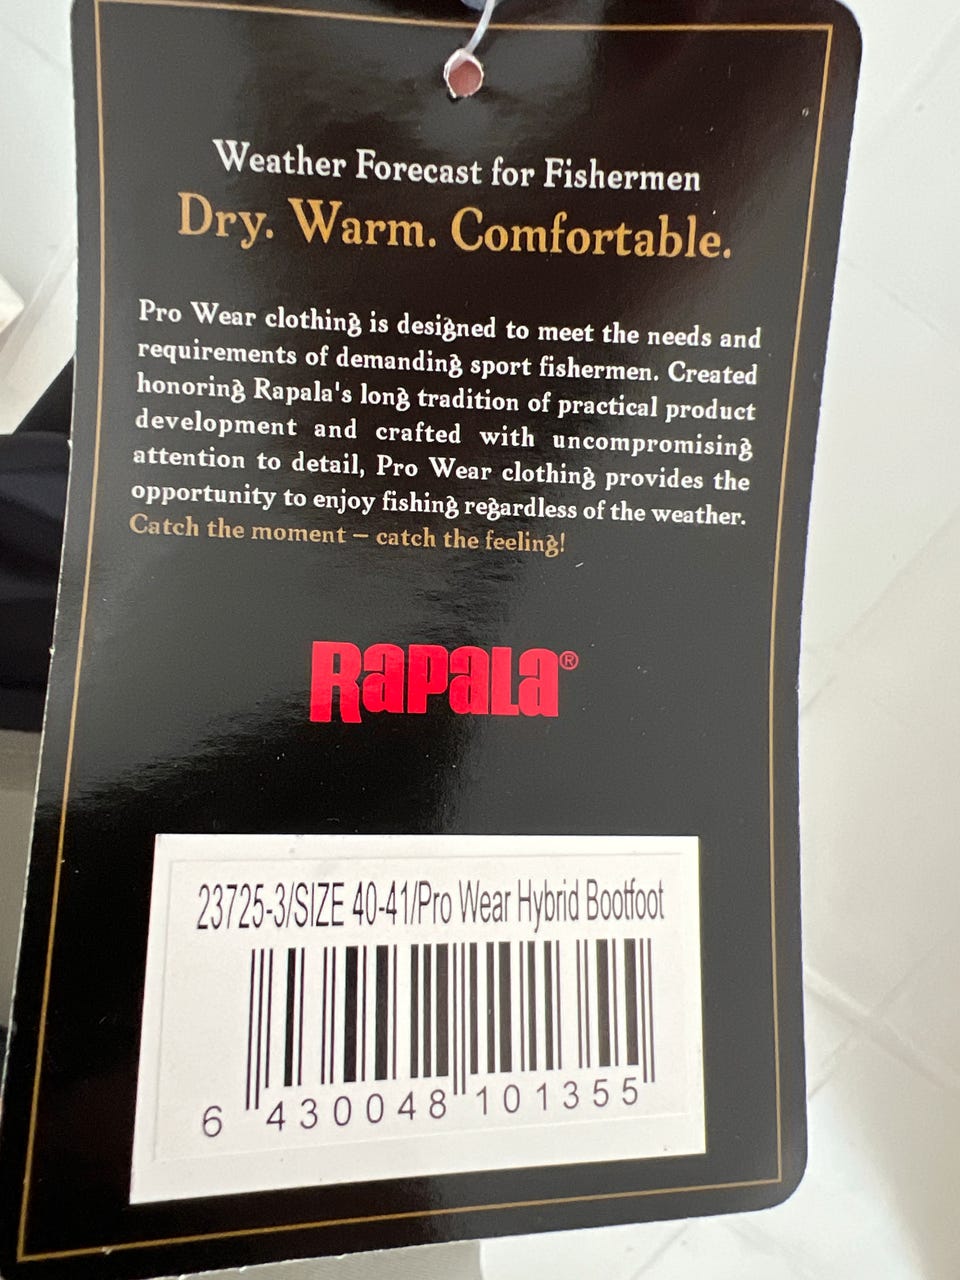 Weather Forecast for Fishermen
Dry. Warm. Comfortable.
Pro Wear clothing is designed to meet the needs and
requirements of demanding sport fishermen. Created
honoring Rapala's long tradition of practical product
development and crafted with uncompromising
attention to detail, Pro Wear clothing provides the
opportunity to enjoy fishing regardless of the weather.
Catch the moment – catch the feeling!
Rapala®
23725-3/SIZE 40-41/Pro Wear Hybrid Bootfoot
6 430048 101355